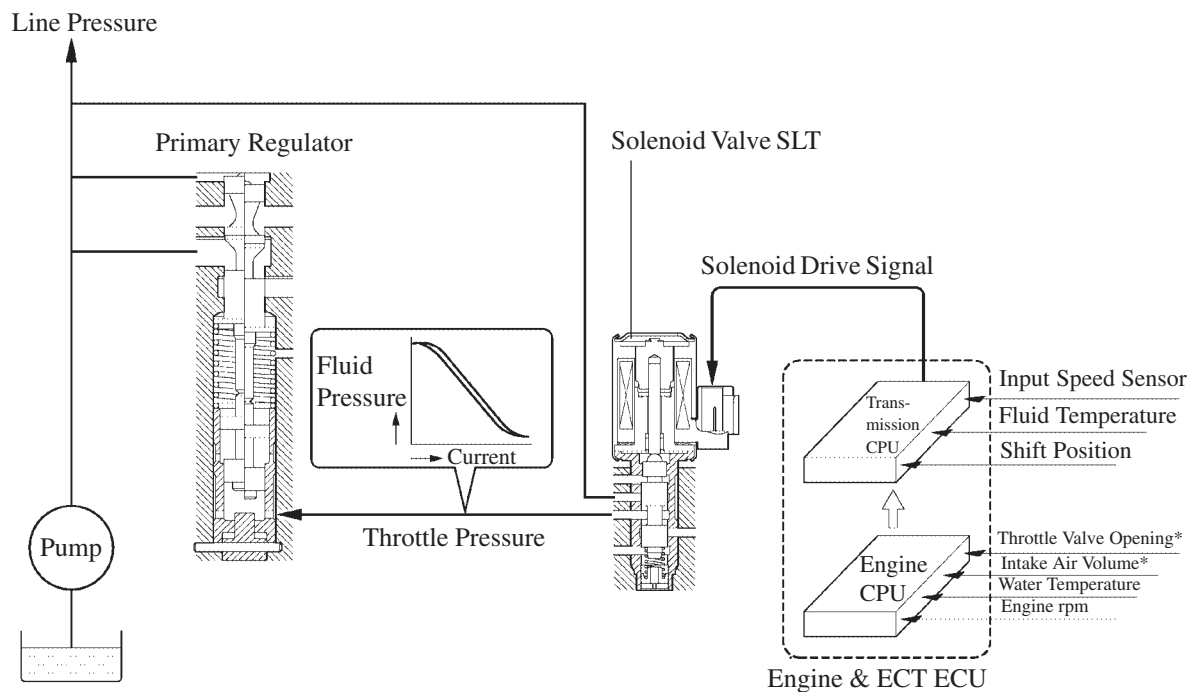 Line Pressure
Primary Regulator
Solenoid Valve SLT
Solenoid Drive Signal
Fluid
Pressure
Current
Throttle Pressure
Pump
Trans-
mission
CPU
Input Speed Sensor
Fluid Temperature
Shift Position
Engine
CPU
Throttle Valve Opening*
Intake Air Volume*
Water Temperature
Engine rpm
Engine & ECT ECU